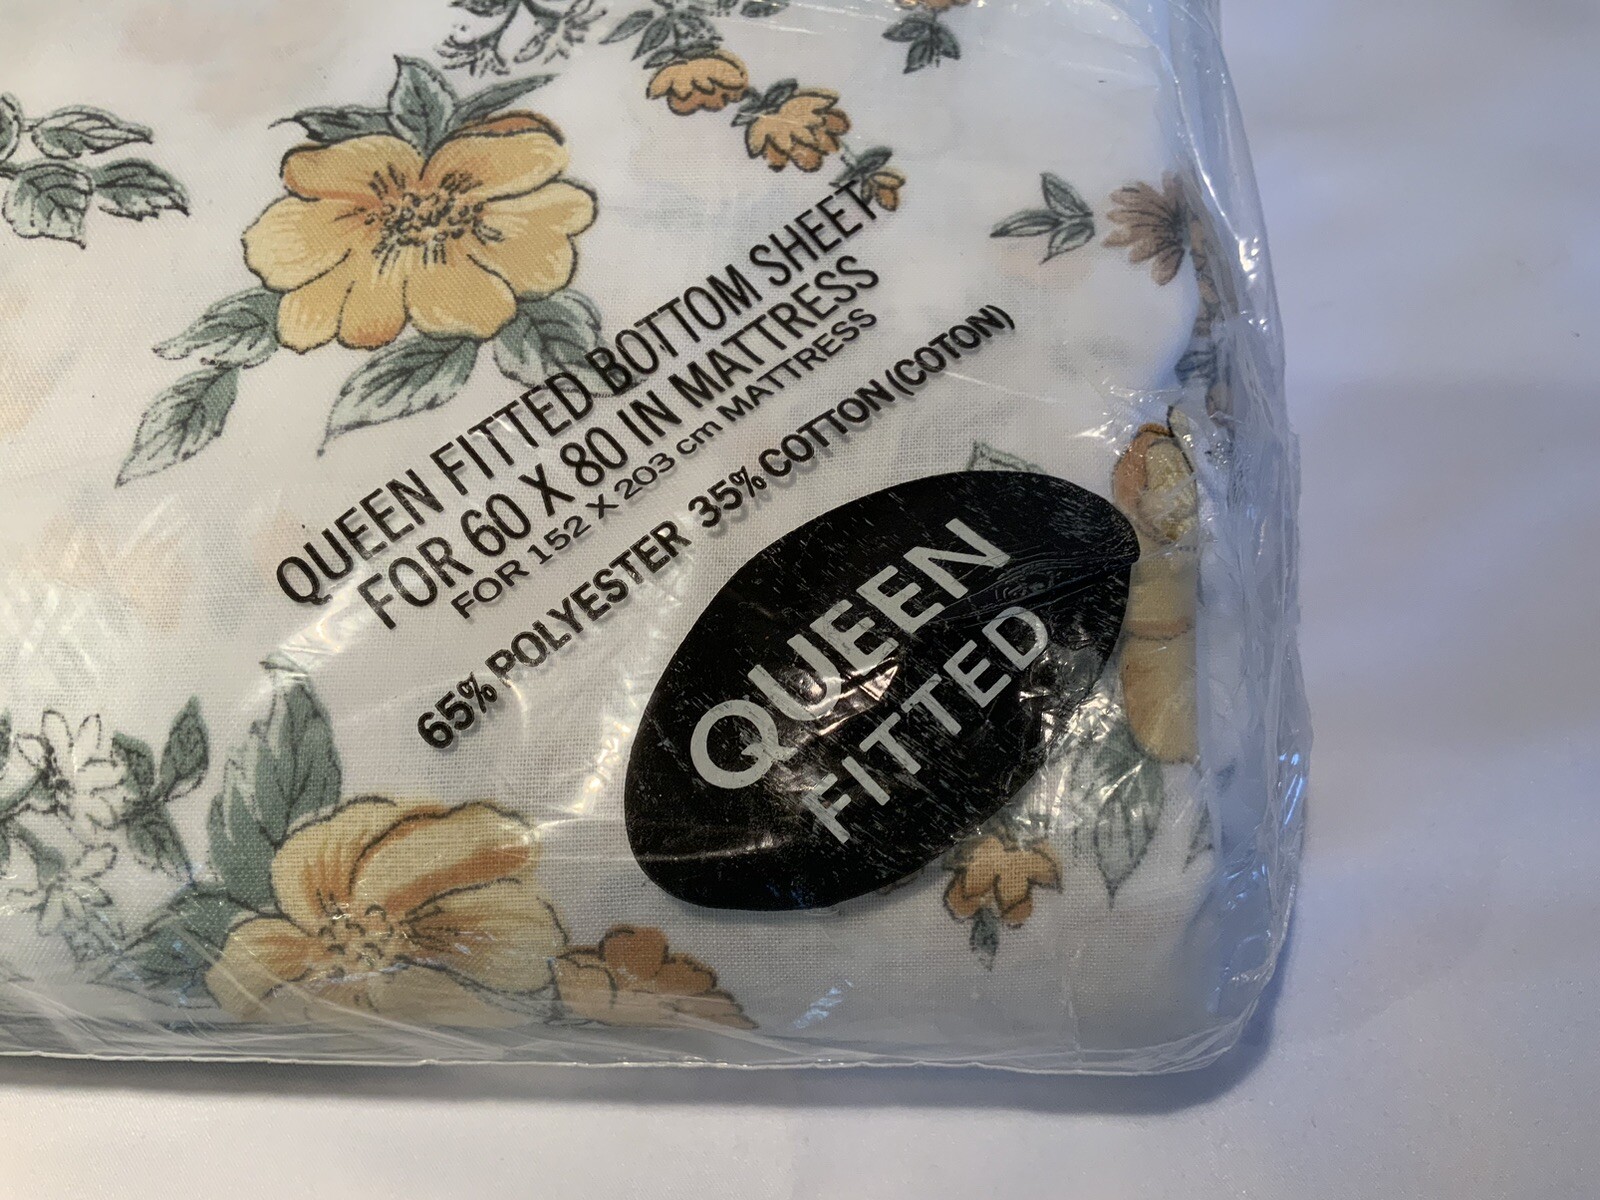 QUEEN FITTED BOTTOM SHEET
FOR 60 X 80 IN MATTRESS
FOR 152 X 203 cm MATTRESS
65% POLYESTER 35% COTTON (COTON)
QUEEN
FITTED